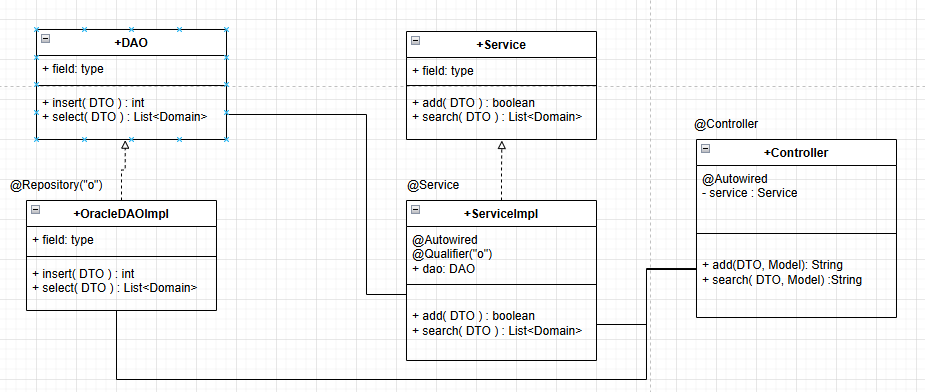 +DAO
+ field: type
+ insert( DTO ) : int
+ select( DTO ) : List<Domain>
+Service
+ field: type
+ add( DTO ) : boolean
+ search( DTO ) : List<Domain>
@Controller
+Controller
@Autowired
- service : Service
+ add(DTO, Model): String
+ search( DTO, Model) :String
@Repository("o")
+OracleDAOImpl
+ field: type
+ insert( DTO ) : int
+ select( DTO ) : List<Domain>
@Service
+ServiceImpl
@Autowired
@Qualifier("o")
+ dao: DAO
+ add( DTO ) : boolean
+ search( DTO ) : List<Domain>